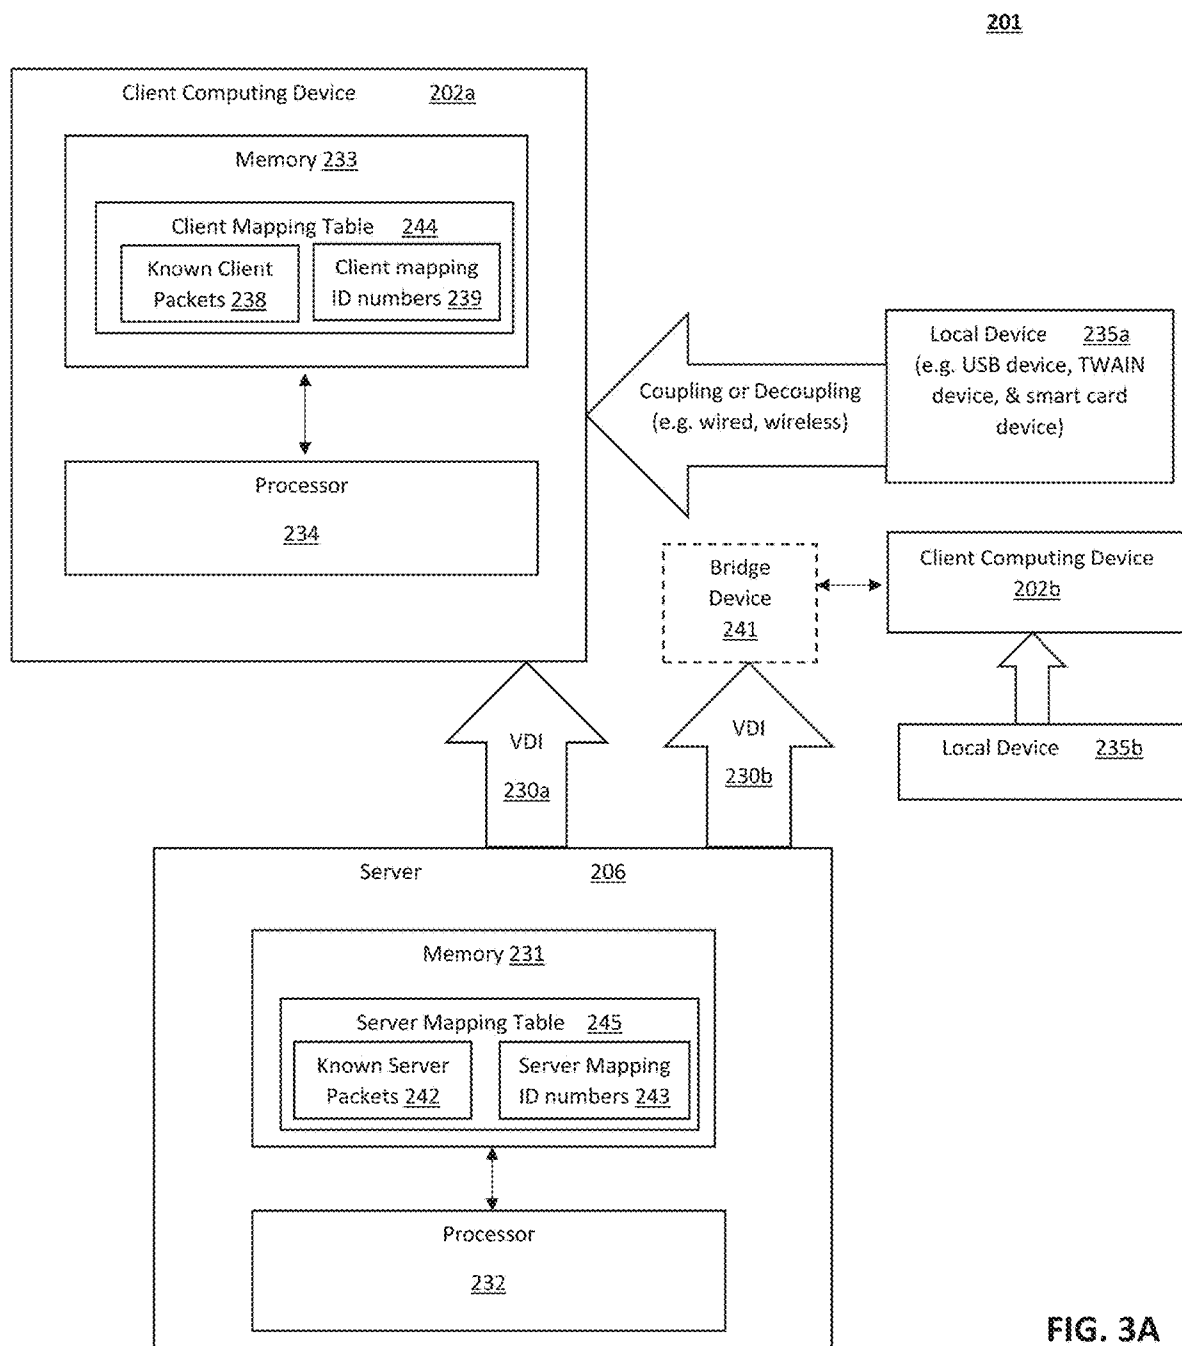 201
Client Computing Device 202a
Memory 233
Client Mapping Table 244
Known Client
Packets 238
Client mapping
ID numbers 239
Processor
234
Coupling or Decoupling
(e.g. wired, wireless)
Local Device 235a
(e.g. USB device, TWAIN
device, & smart card
device)
Bridge
Device
241
Client Computing Device
202b
Local Device 235b
VDI
230a
VDI
230b
Server 206
Memory 231
Server Mapping Table 245
Known Server
Packets 242
Server Mapping
ID numbers 243
Processor
232
FIG. 3A